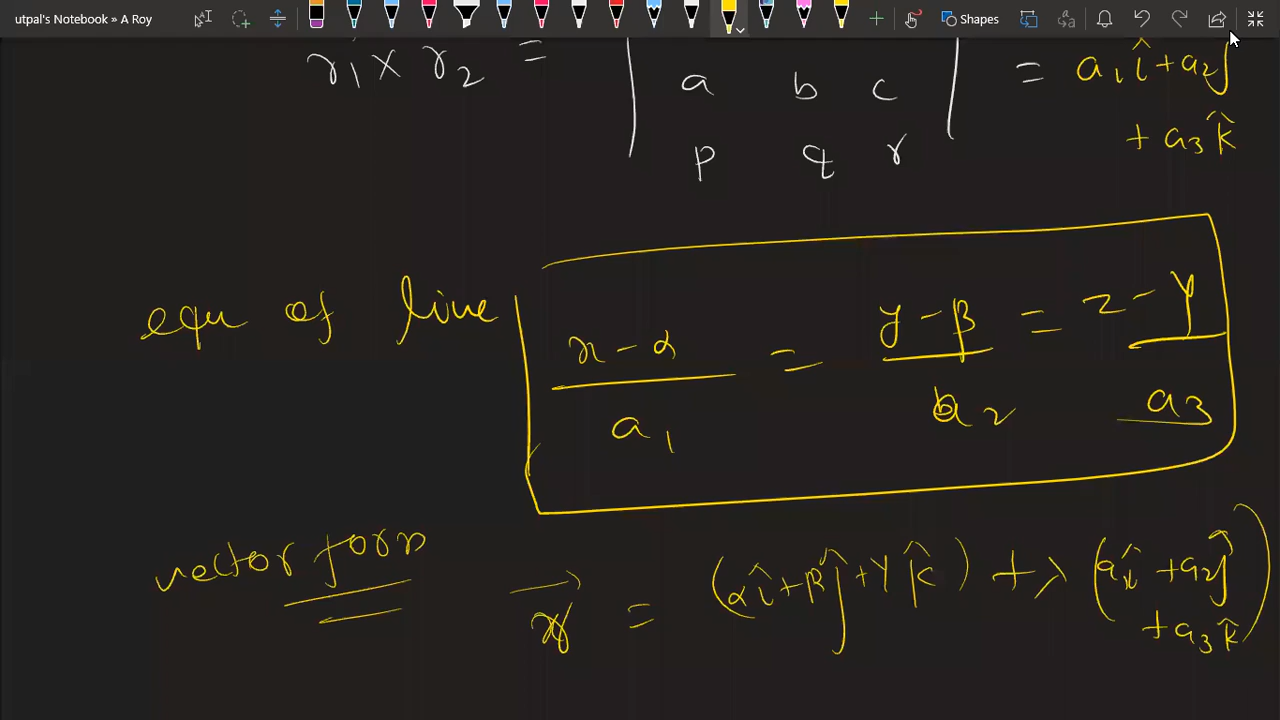 utpal's Notebook » A Roy
Shapes
r₁ × r₂ = | a b c | = a₁î + a₂ĵ
p q r + a₃k̂
equ of line x - α / a₁ = y - β / a₂ = z - γ / a₃
vector form r⃗ = (αî + βĵ + γk̂) + λ(a₁î + a₂ĵ
+ a₃k̂)